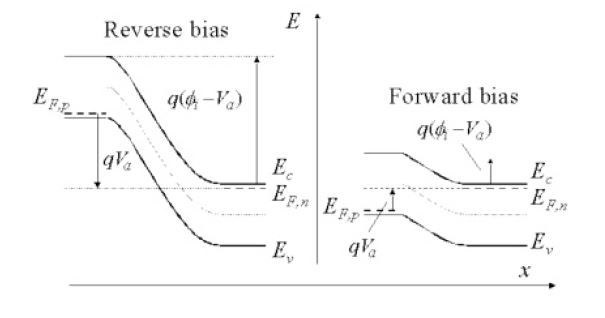 Reverse bias
E
E_{F,p}
q(ϕ_i – V_a)
qV_a
E_c
E_{F,n}
E_v
Forward bias
q(ϕ_i – V_a)
E_c
E_{F,n}
E_{F,p}
qV_a
E_v
x